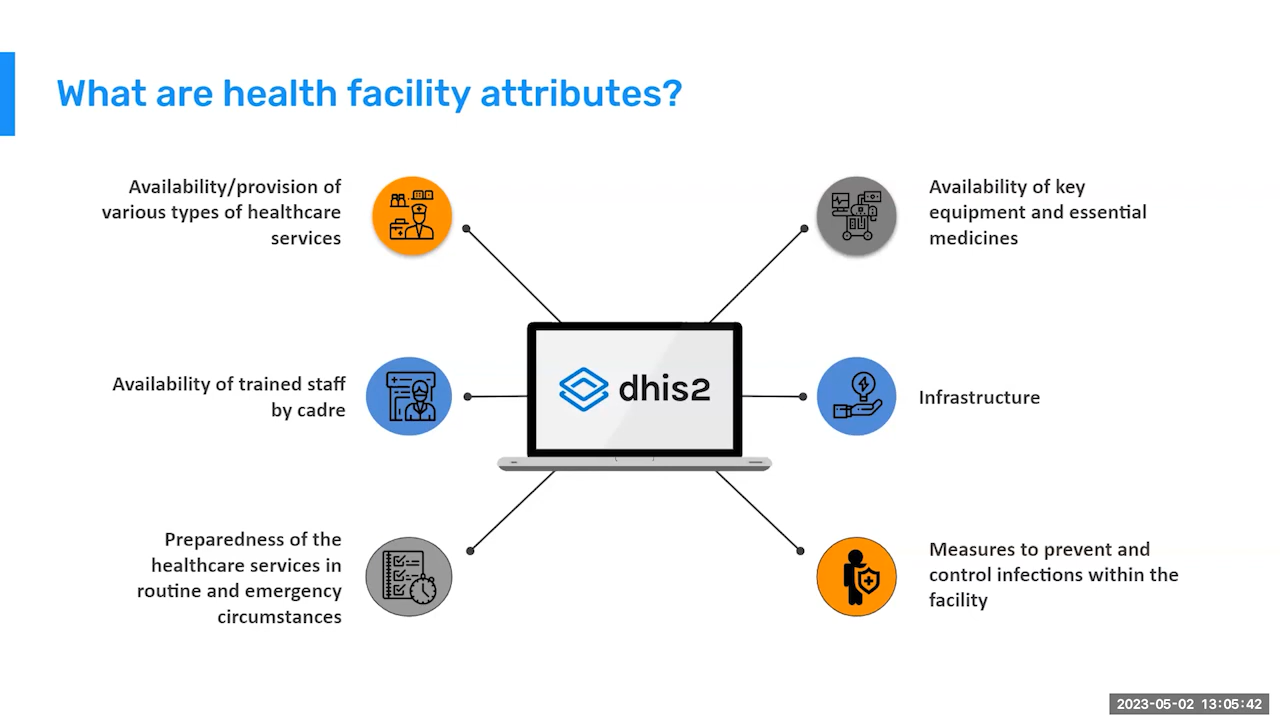 What are health facility attributes?
Availability/provision of
various types of healthcare
services
Availability of key
equipment and essential
medicines
dhis2
Availability of trained staff
by cadre
Infrastructure
Preparedness of the
healthcare services in
routine and emergency
circumstances
Measures to prevent and
control infections within the
facility
2023-05-02 13:05:42